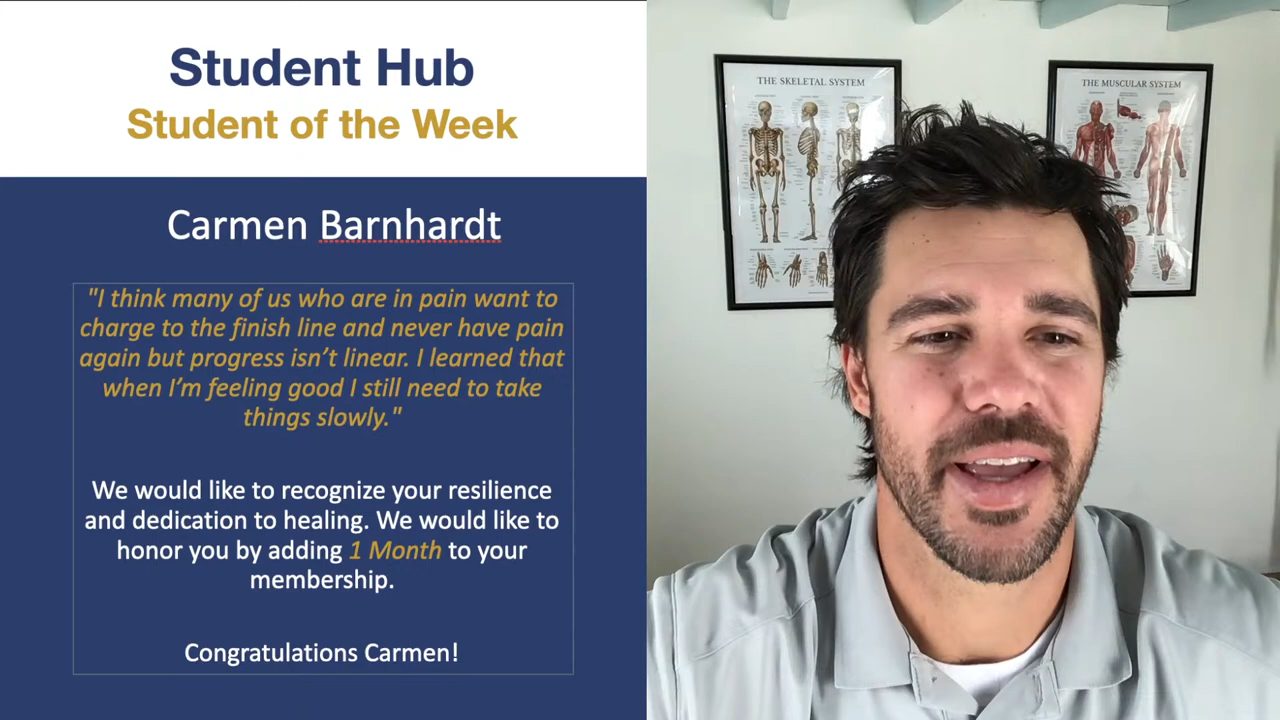 Student Hub
Student of the Week
Carmen Barnhardt
"I think many of us who are in pain want to
charge to the finish line and never have pain
again but progress isn’t linear. I learned that
when I’m feeling good I still need to take
things slowly."
We would like to recognize your resilience
and dedication to healing. We would like to
honor you by adding 1 Month to your
membership.
Congratulations Carmen!
THE SKELETAL SYSTEM
THE MUSCULAR SYSTEM